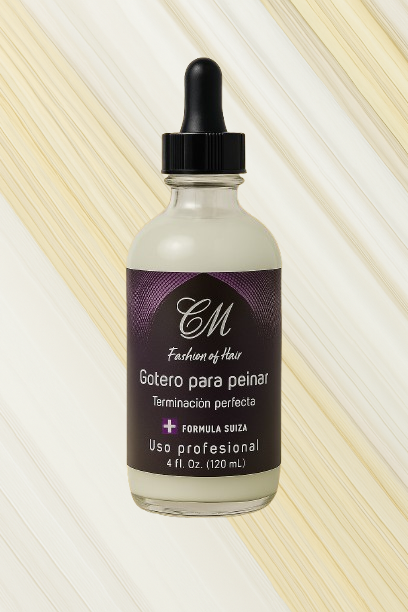 CM
Fashion of Hair
Gotero para peinar
Terminación perfecta
FORMULA SUIZA
Uso profesional
4 fl. Oz. (120 mL)